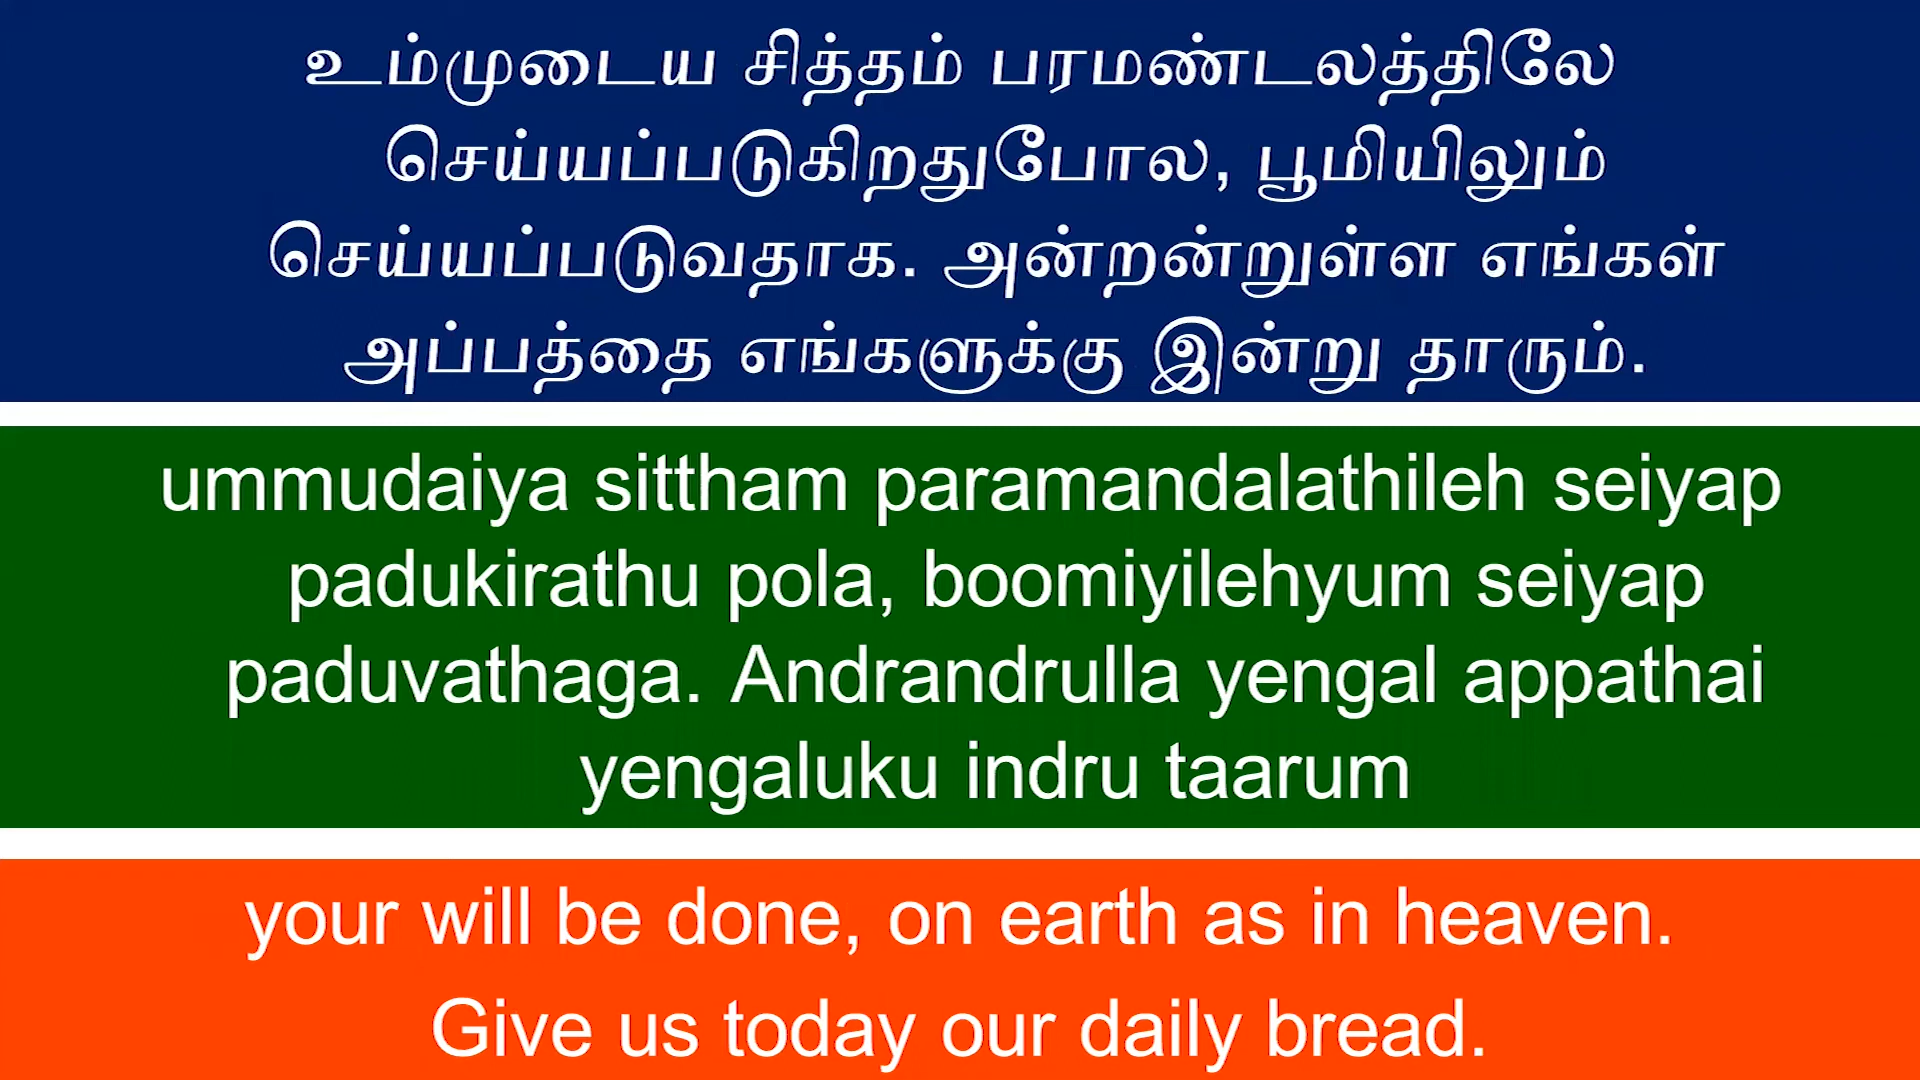 உம்முடைய சித்தம் பரமண்டலத்திலே
செய்யப்படுகிறதுபோல, பூமியிலும்
செய்யப்படுவதாக. அன்றன்றுள்ள எங்கள்
அப்பத்தை எங்களுக்கு இன்று தாரும்.
ummudaiya sittham paramandalathileh seiyap
padukirathu pola, boomiyilehyum seiyap
paduvathaga. Andrandrulla yengal appathai
yengaluku indru taarum
your will be done, on earth as in heaven.
Give us today our daily bread.